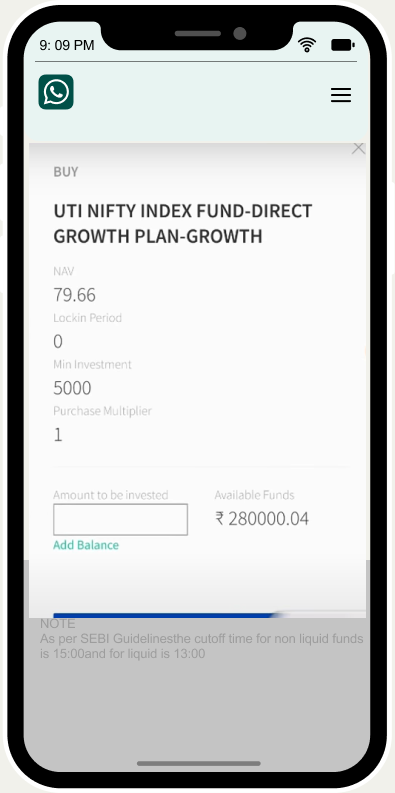 9: 09 PM
BUY
UTI NIFTY INDEX FUND-DIRECT
GROWTH PLAN-GROWTH
NAV
79.66
Lockin Period
0
Min Investment
5000
Purchase Multiplier
1
Amount to be invested
Available Funds
₹ 280000.04
Add Balance
NOTE
As per SEBI Guidelinesthe cutoff time for non liquid funds
is 15:00and for liquid is 13:00